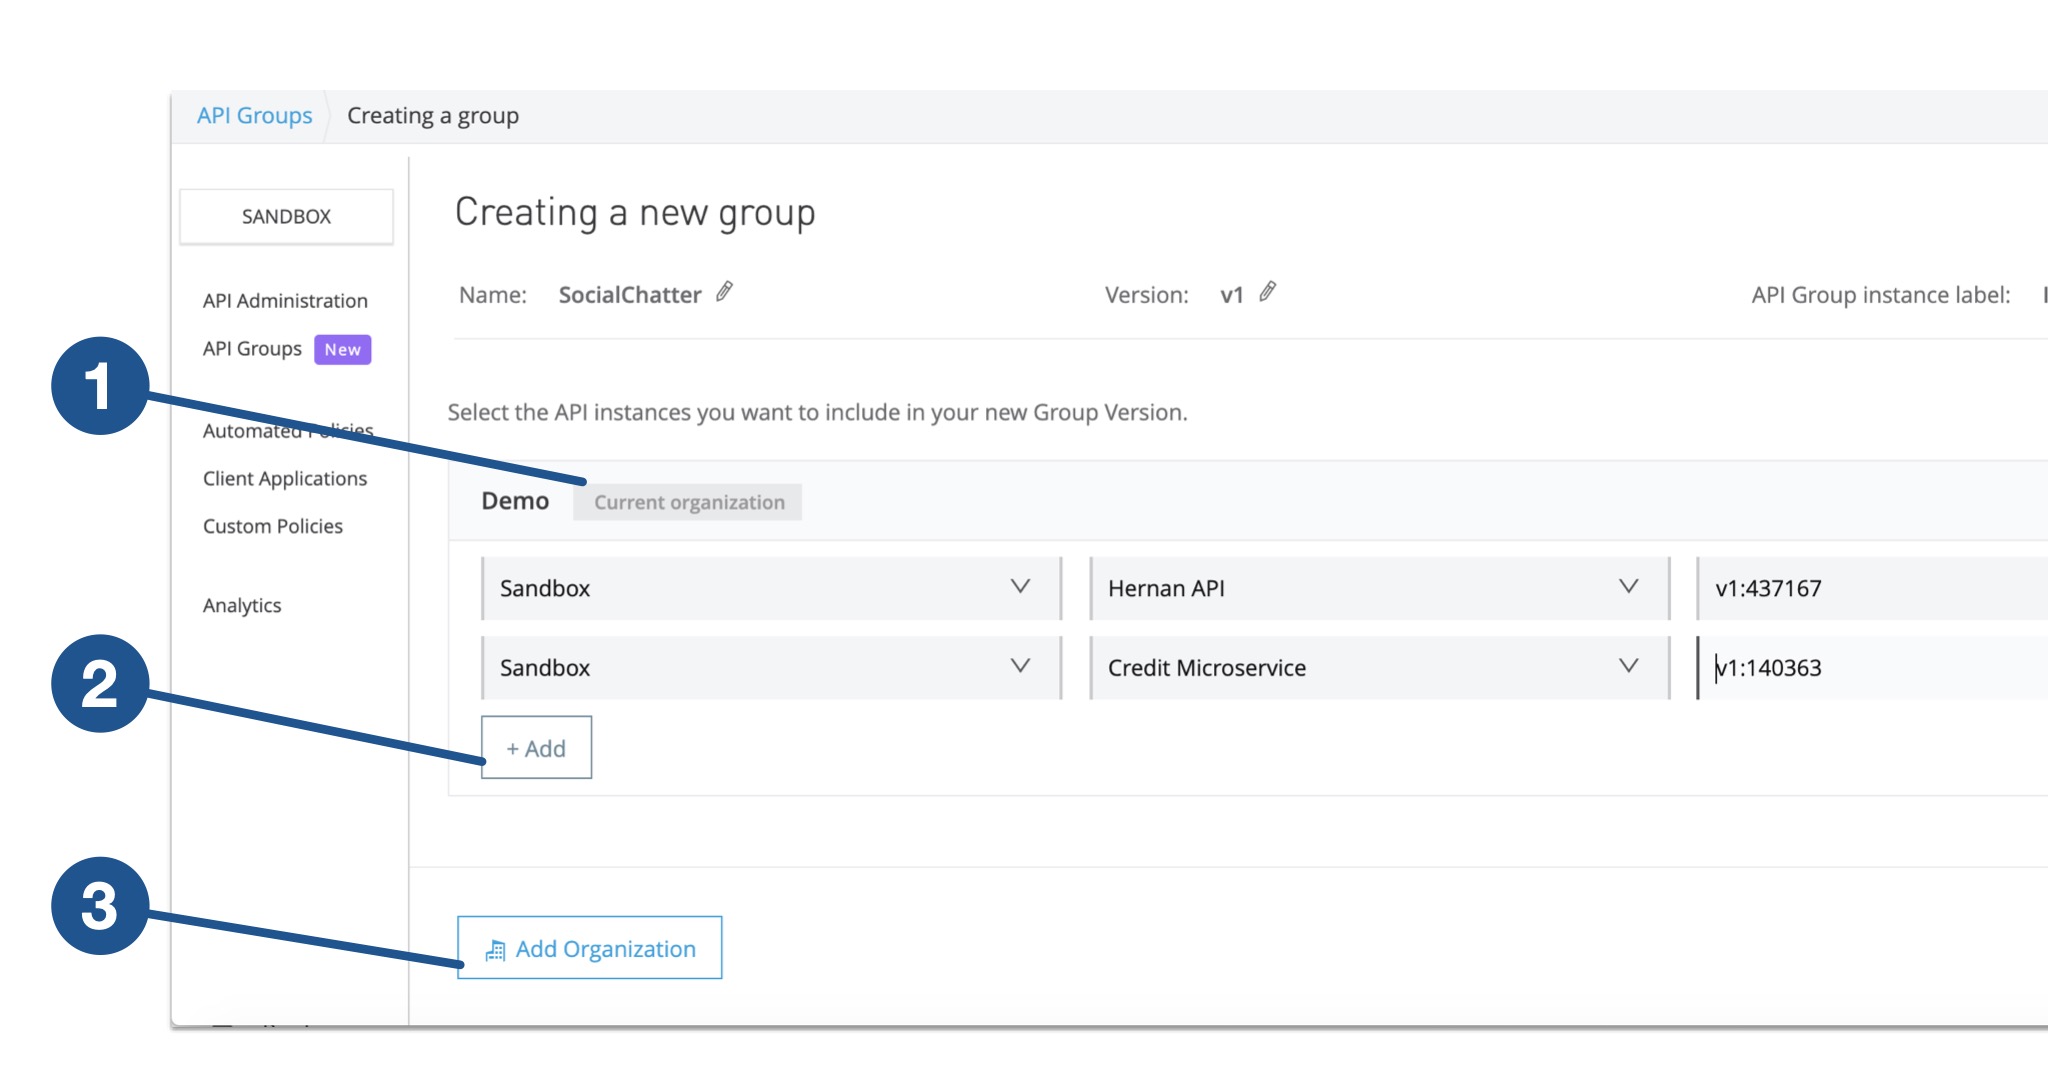 API Groups
Creating a group
SANDBOX
API Administration
API Groups New
Automated Policies
Client Applications
Custom Policies
Analytics
Creating a new group
Name: SocialChatter
Version: v1
API Group instance label:
Select the API instances you want to include in your new Group Version.
1
Demo Current organization
Sandbox
Hernan API
v1:437167
Sandbox
Credit Microservice
v1:140363
2
+ Add
3
Add Organization